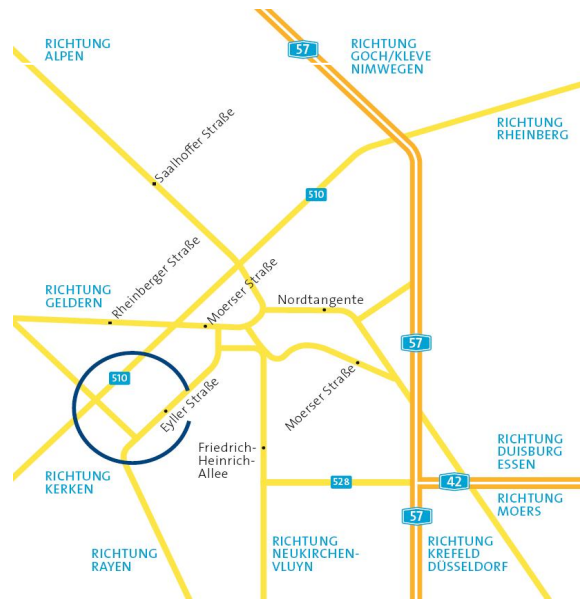 RICHTUNG
ALPEN
57
RICHTUNG
GOCH/KLEVE
NIMWEGEN
RICHTUNG
RHEINBERG
Saalhoffer Straße
510
Rheinberger Straße
Moerser Straße
RICHTUNG
GELDERN
Nordtangente
57
510
Eyller Straße
Moerser Straße
Friedrich-
Heinrich-
Allee
RICHTUNG
DUISBURG
ESSEN
RICHTUNG
KERKEN
528
42
RICHTUNG
MOERS
57
RICHTUNG
RAYEN
RICHTUNG
NEUKIRCHEN-
VLUYN
RICHTUNG
KREFELD
DÜSSELDORF